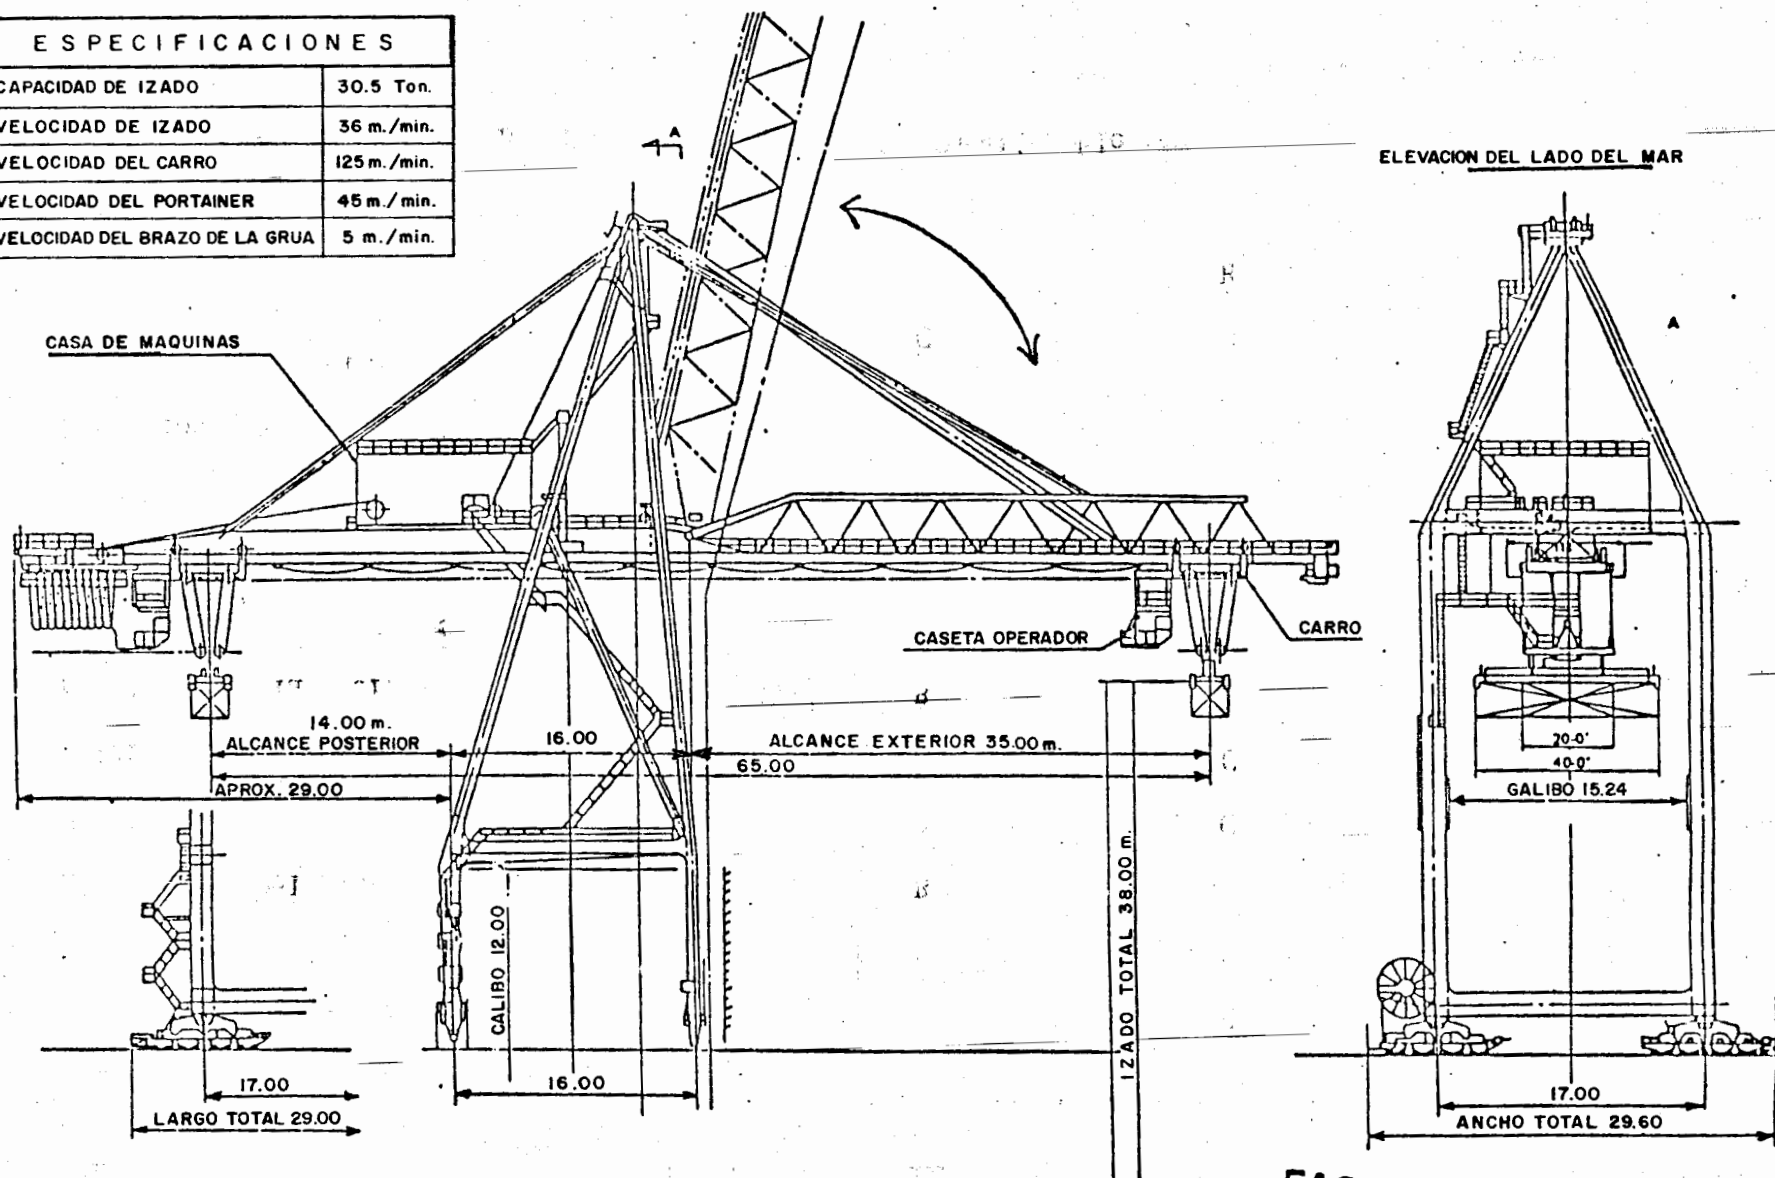 ESPECIFICACIONES
CAPACIDAD DE IZADO 30.5 Ton.
VELOCIDAD DE IZADO 36 m./min.
VELOCIDAD DEL CARRO 125 m./min.
VELOCIDAD DEL PORTAINER 45 m./min.
VELOCIDAD DEL BRAZO DE LA GRUA 5 m./min.
A
ELEVACION DEL LADO DEL MAR
A
CASA DE MAQUINAS
CASETA OPERADOR
CARRO
14.00 m.
ALCANCE POSTERIOR
16.00
ALCANCE EXTERIOR 35.00 m.
65.00
APROX. 29.00
20-0'
40-0'
GALIBO 15.24
CALIBO 12.00
IZADO TOTAL 38.00 m.
17.00
LARGO TOTAL 29.00
16.00
17.00
ANCHO TOTAL 29.60